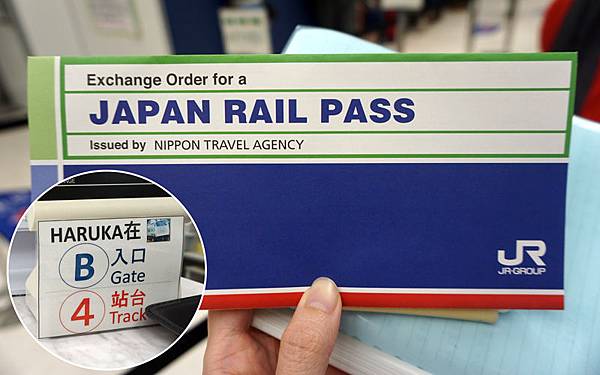 Exchange Order for a
JAPAN RAIL PASS
Issued by NIPPON TRAVEL AGENCY
JR
JR-GROUP
HARUKA在
B 入口
Gate
4 站台
Track